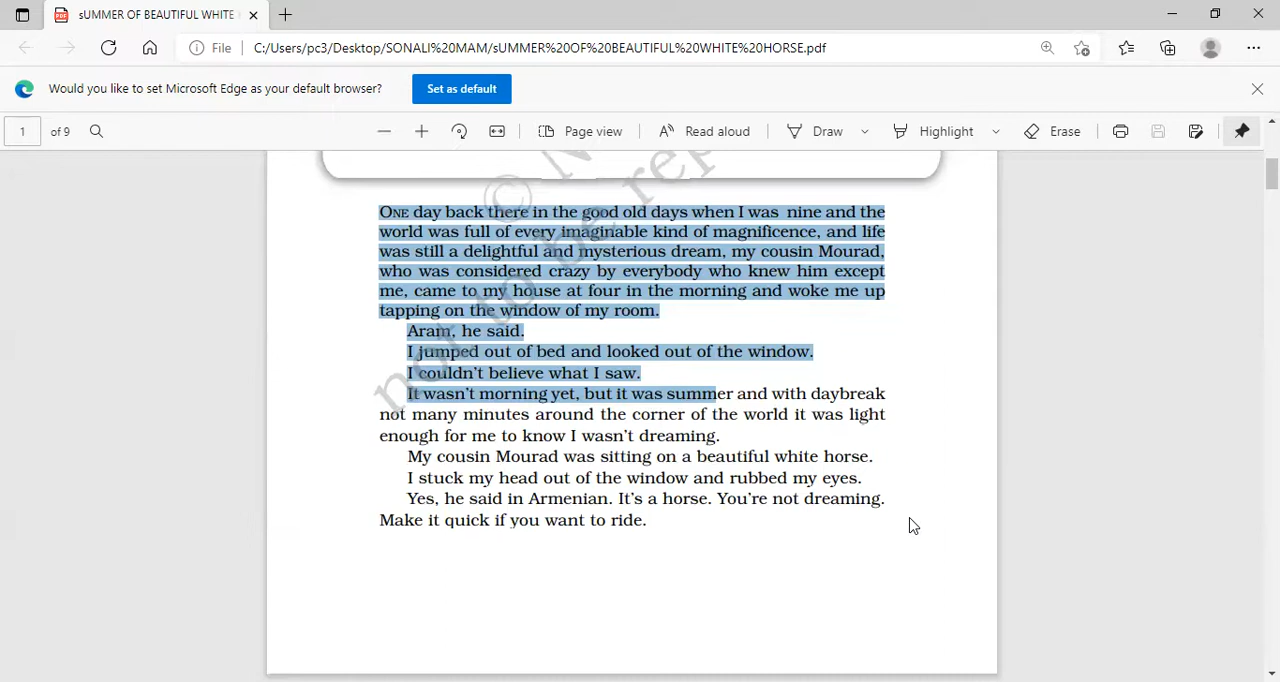 sUMMER OF BEAUTIFUL WHITE
File C:/Users/pc3/Desktop/SONALI%20MAM/sUMMER%20OF%20BEAUTIFUL%20WHITE%20HORSE.pdf
Would you like to set Microsoft Edge as your default browser? Set as default
1 of 9 Page view Read aloud Draw Highlight Erase
© N
not to be rep
ONE day back there in the good old days when I was nine and the
world was full of every imaginable kind of magnificence, and life
was still a delightful and mysterious dream, my cousin Mourad,
who was considered crazy by everybody who knew him except
me, came to my house at four in the morning and woke me up
tapping on the window of my room.
Aram, he said.
I jumped out of bed and looked out of the window.
I couldn't believe what I saw.
It wasn't morning yet, but it was summer and with daybreak
not many minutes around the corner of the world it was light
enough for me to know I wasn't dreaming.
My cousin Mourad was sitting on a beautiful white horse.
I stuck my head out of the window and rubbed my eyes.
Yes, he said in Armenian. It's a horse. You're not dreaming.
Make it quick if you want to ride.